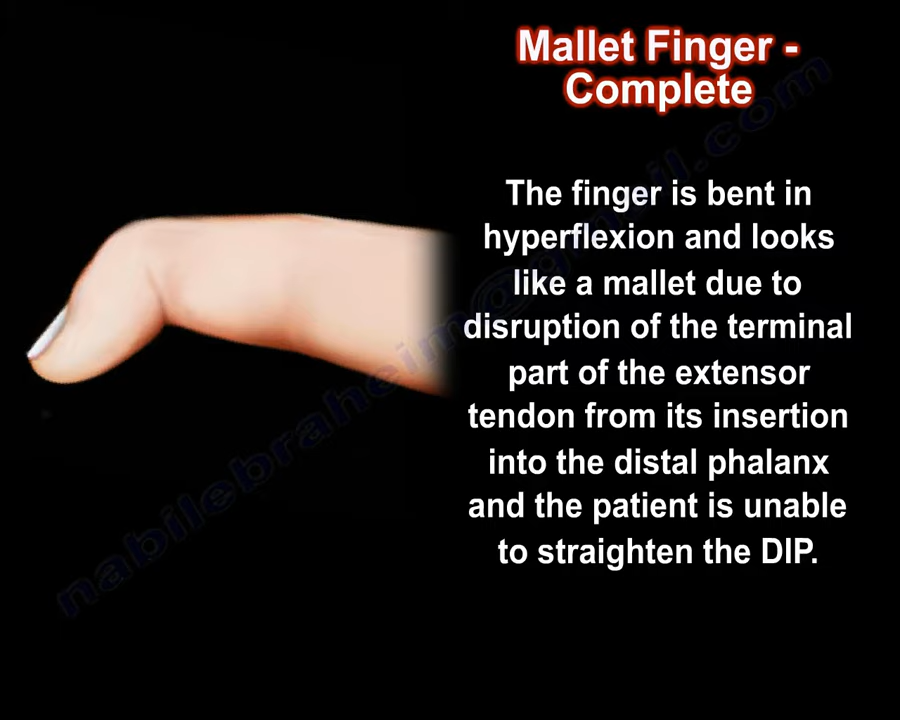 Mallet Finger -
Complete
The finger is bent in
hyperflexion and looks
like a mallet due to
disruption of the terminal
part of the extensor
tendon from its insertion
into the distal phalanx
and the patient is unable
to straighten the DIP.
nabilebraheim@gmail.com